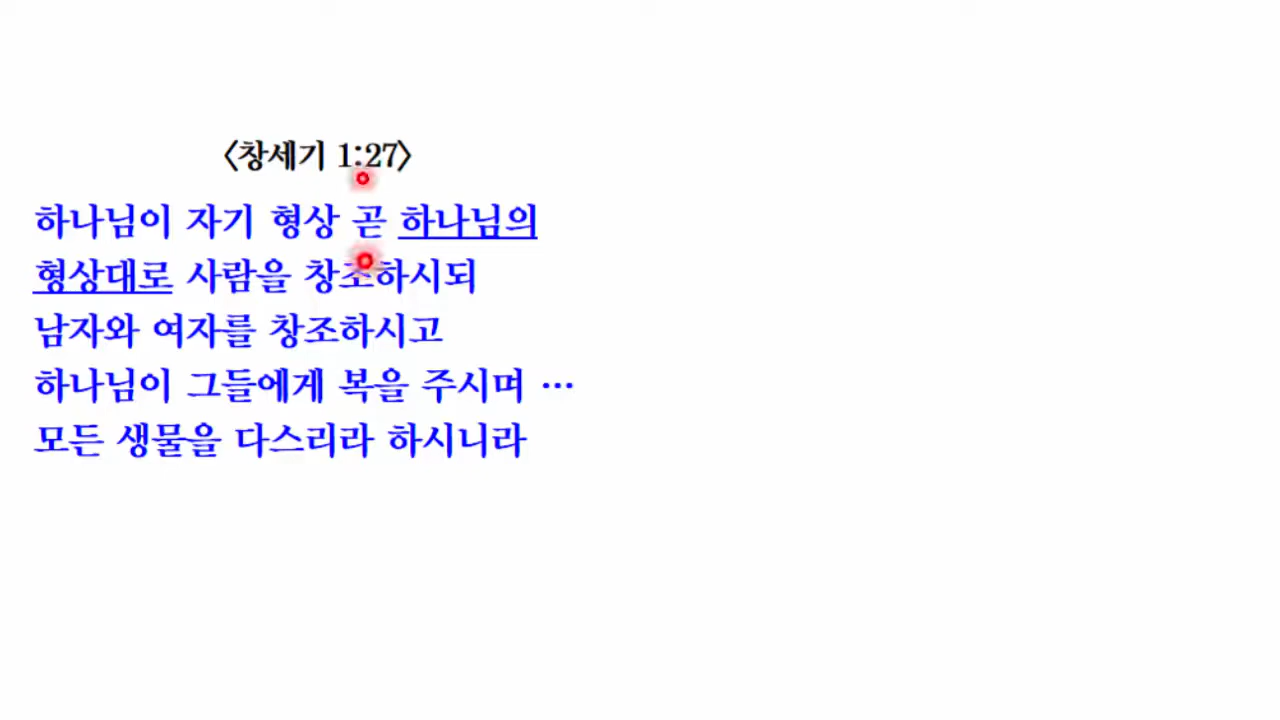 〈창세기 1:27〉
하나님이 자기 형상 곧 하나님의
형상대로 사람을 창조하시되
남자와 여자를 창조하시고
하나님이 그들에게 복을 주시며 …
모든 생물을 다스리라 하시니라